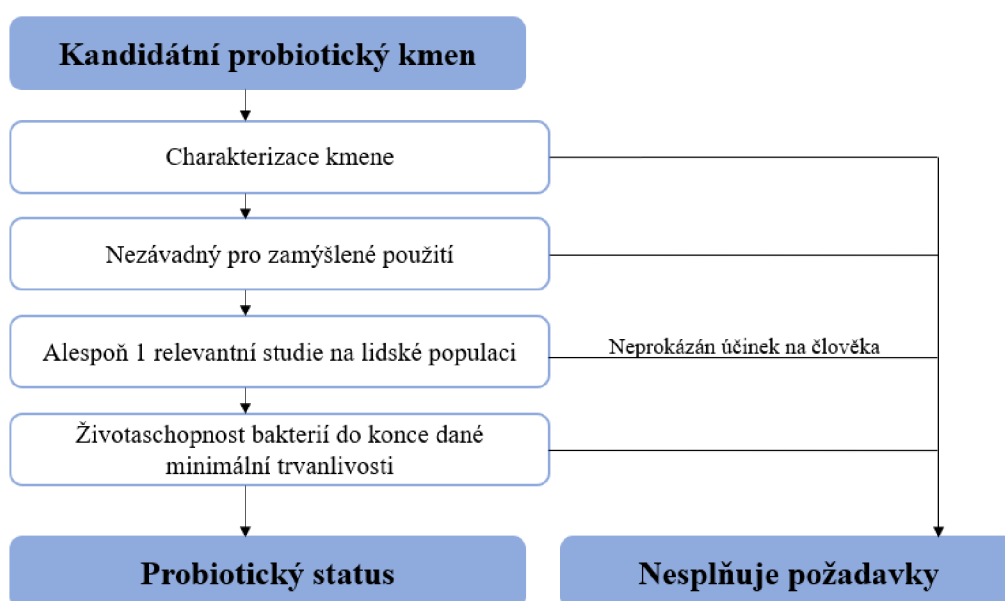 Kandidátní probiotický kmen
Charakterizace kmene
Nezávadný pro zamýšlené použití
Alespoň 1 relevantní studie na lidské populaci
Neprokázán účinek na člověka
Životaschopnost bakterií do konce dané
minimální trvanlivosti
Probiotický status
Nesplňuje požadavky